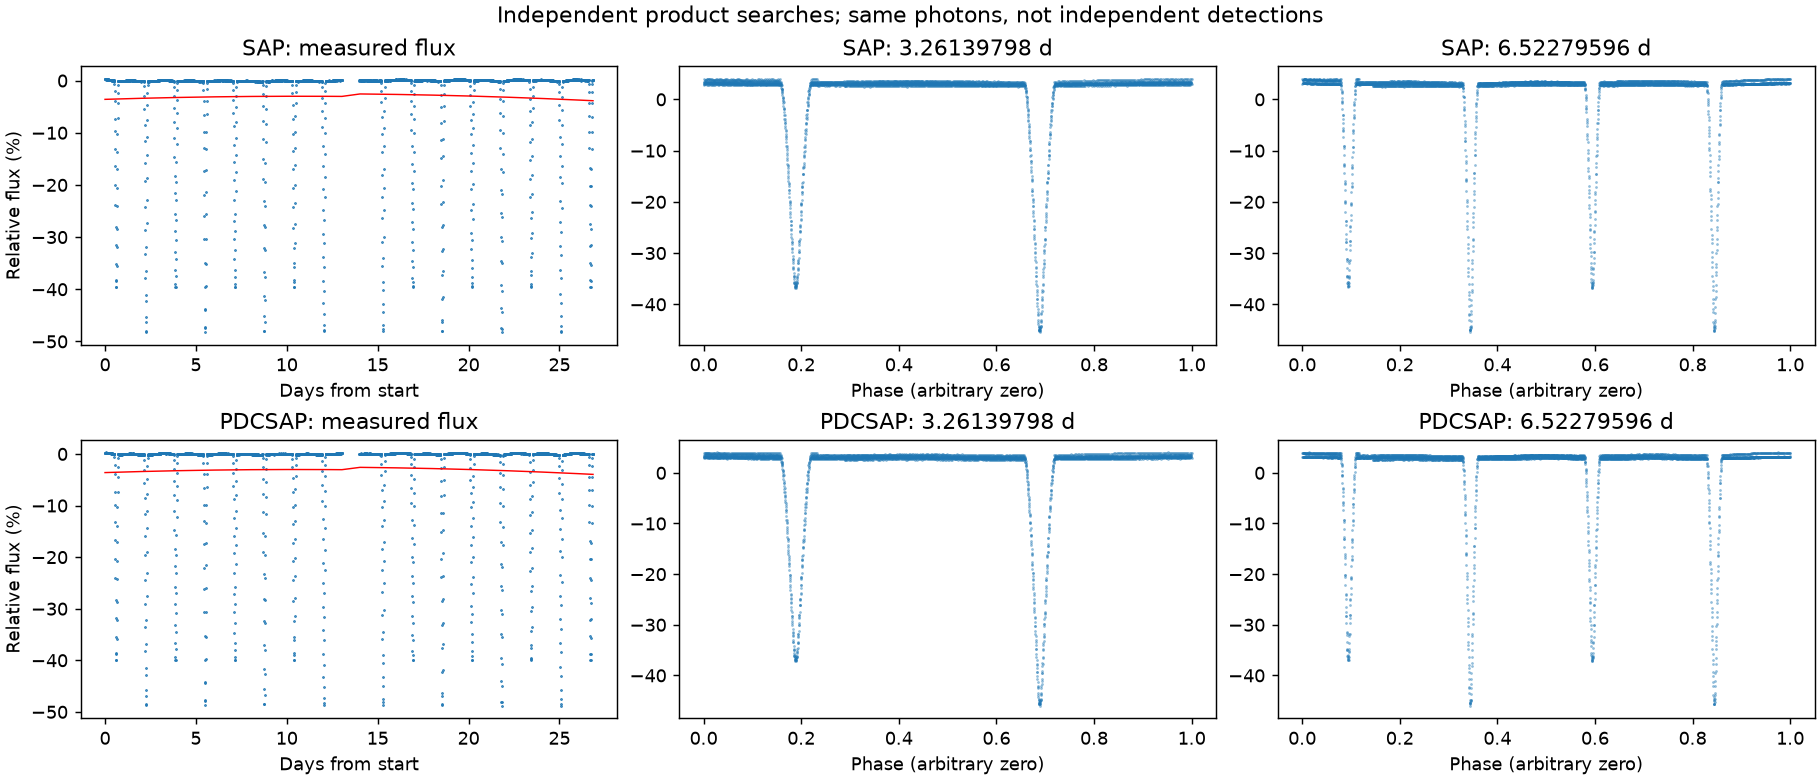 Independent product searches; same photons, not independent detections
SAP: measured flux
SAP: 3.26139798 d
SAP: 6.52279596 d
Relative flux (%)
0
−10
−20
−30
−40
−50
0
−10
−20
−30
−40
0
−10
−20
−30
−40
0 5 10 15 20 25
0.0 0.2 0.4 0.6 0.8 1.0
0.0 0.2 0.4 0.6 0.8 1.0
Days from start
Phase (arbitrary zero)
Phase (arbitrary zero)
PDCSAP: measured flux
PDCSAP: 3.26139798 d
PDCSAP: 6.52279596 d
Relative flux (%)
0
−10
−20
−30
−40
−50
0
−10
−20
−30
−40
0
−10
−20
−30
−40
0 5 10 15 20 25
0.0 0.2 0.4 0.6 0.8 1.0
0.0 0.2 0.4 0.6 0.8 1.0
Days from start
Phase (arbitrary zero)
Phase (arbitrary zero)